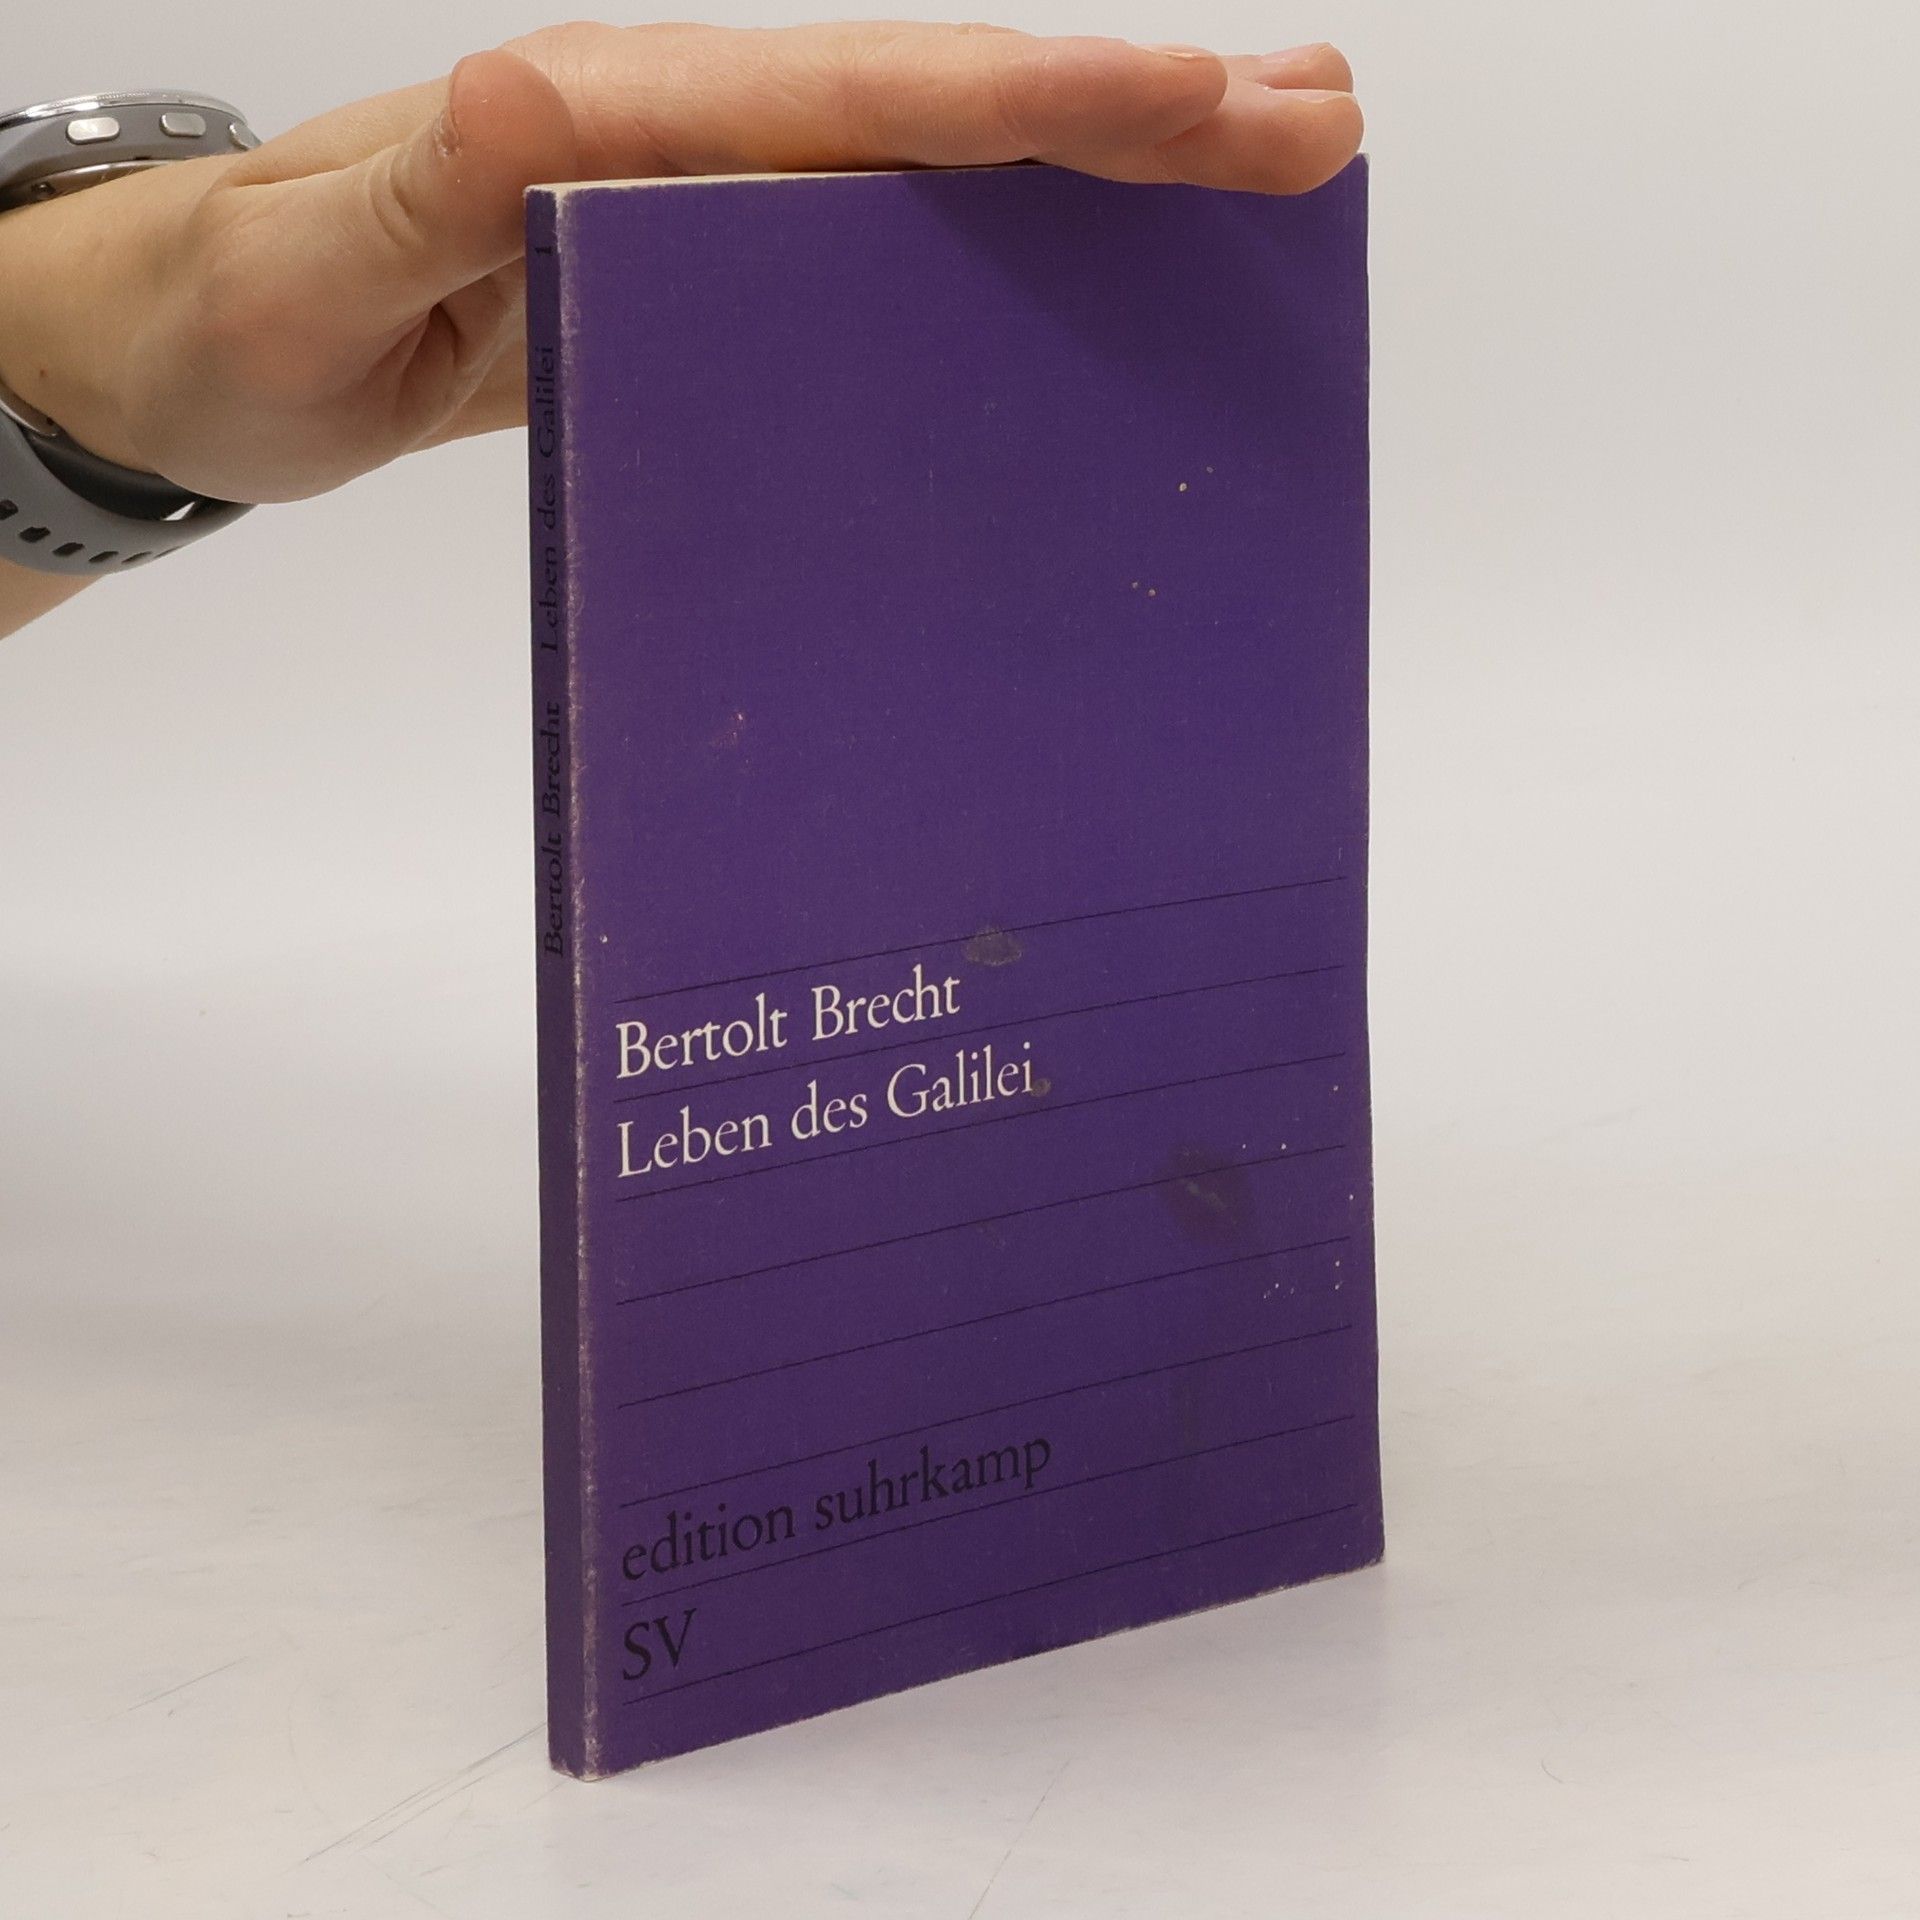 Bertolt Brecht Leben des Galilei 1
Bertolt Brecht
Leben des Galilei
edition suhrkamp
SV